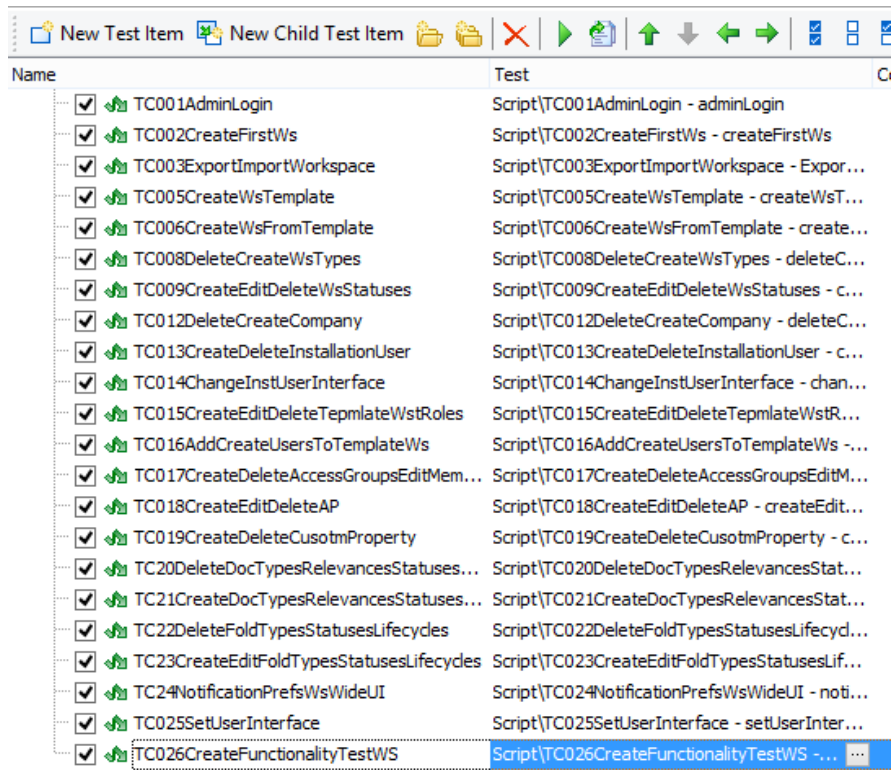 New Test Item New Child Test Item
Name Test C
TC001AdminLogin Script\TC001AdminLogin - adminLogin
TC002CreateFirstWs Script\TC002CreateFirstWs - createFirstWs
TC003ExportImportWorkspace Script\TC003ExportImportWorkspace - Expor...
TC005CreateWsTemplate Script\TC005CreateWsTemplate - createWsT...
TC006CreateWsFromTemplate Script\TC006CreateWsFromTemplate - create...
TC008DeleteCreateWsTypes Script\TC008DeleteCreateWsTypes - deleteC...
TC009CreateEditDeleteWsStatuses Script\TC009CreateEditDeleteWsStatuses - c...
TC012DeleteCreateCompany Script\TC012DeleteCreateCompany - deleteC...
TC013CreateDeleteInstallationUser Script\TC013CreateDeleteInstallationUser - c...
TC014ChangeInstUserInterface Script\TC014ChangeInstUserInterface - chan...
TC015CreateEditDeleteTepmlateWstRoles Script\TC015CreateEditDeleteTepmlateWstR...
TC016AddCreateUsersToTemplateWs Script\TC016AddCreateUsersToTemplateWs -...
TC017CreateDeleteAccessGroupsEditMem... Script\TC017CreateDeleteAccessGroupsEditM...
TC018CreateEditDeleteAP Script\TC018CreateEditDeleteAP - createEdit...
TC019CreateDeleteCusotmProperty Script\TC019CreateDeleteCusotmProperty - c...
TC20DeleteDocTypesRelevancesStatuses... Script\TC020DeleteDocTypesRelevancesStat...
TC21CreateDocTypesRelevancesStatuses... Script\TC021CreateDocTypesRelevancesStat...
TC22DeleteFoldTypesStatusesLifecycles Script\TC022DeleteFoldTypesStatusesLifecycl...
TC23CreateEditFoldTypesStatusesLifecycles Script\TC023CreateEditFoldTypesStatusesLif...
TC24NotificationPrefsWsWideUI Script\TC024NotificationPrefsWsWideUI - noti...
TC025SetUserInterface Script\TC025SetUserInterface - setUserInter...
TC026CreateFunctionalityTestWS Script\TC026CreateFunctionalityTestWS -... ...